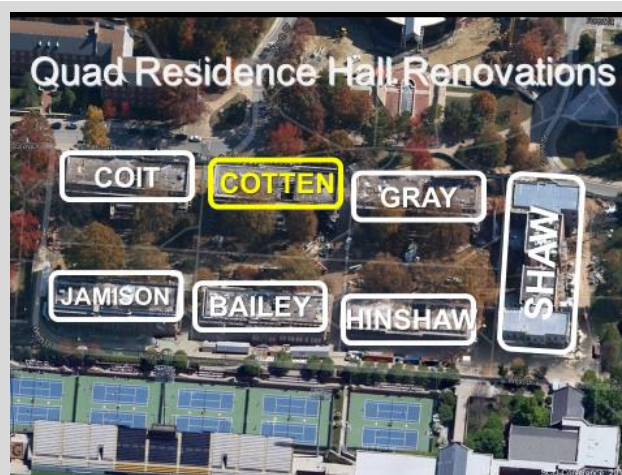 Quad Residence Hall Renovations
COIT
COTTEN
GRAY
SHAW
JAMISON
BAILEY
HINSHAW